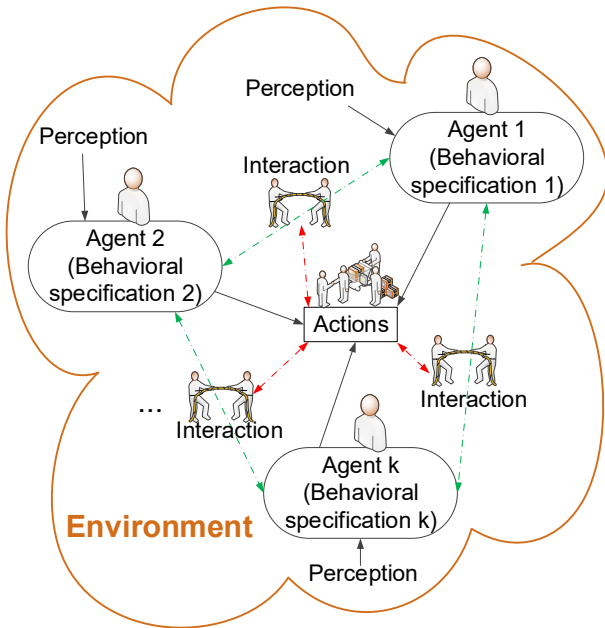 Perception
Agent 1
(Behavioral
specification 1)
Perception
Interaction
Agent 2
(Behavioral
specification 2)
Actions
...
Interaction
Interaction
Agent k
(Behavioral
specification k)
Environment
Perception